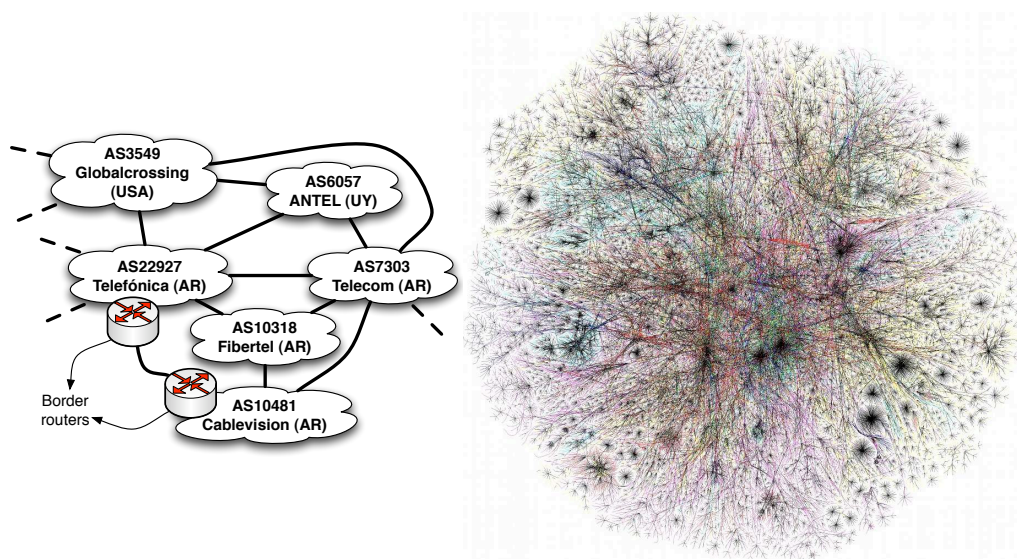 AS3549
Globalcrossing
(USA)
AS6057
ANTEL (UY)
AS22927
Telefónica (AR)
AS7303
Telecom (AR)
AS10318
Fibertel (AR)
Border
routers
AS10481
Cablevision (AR)